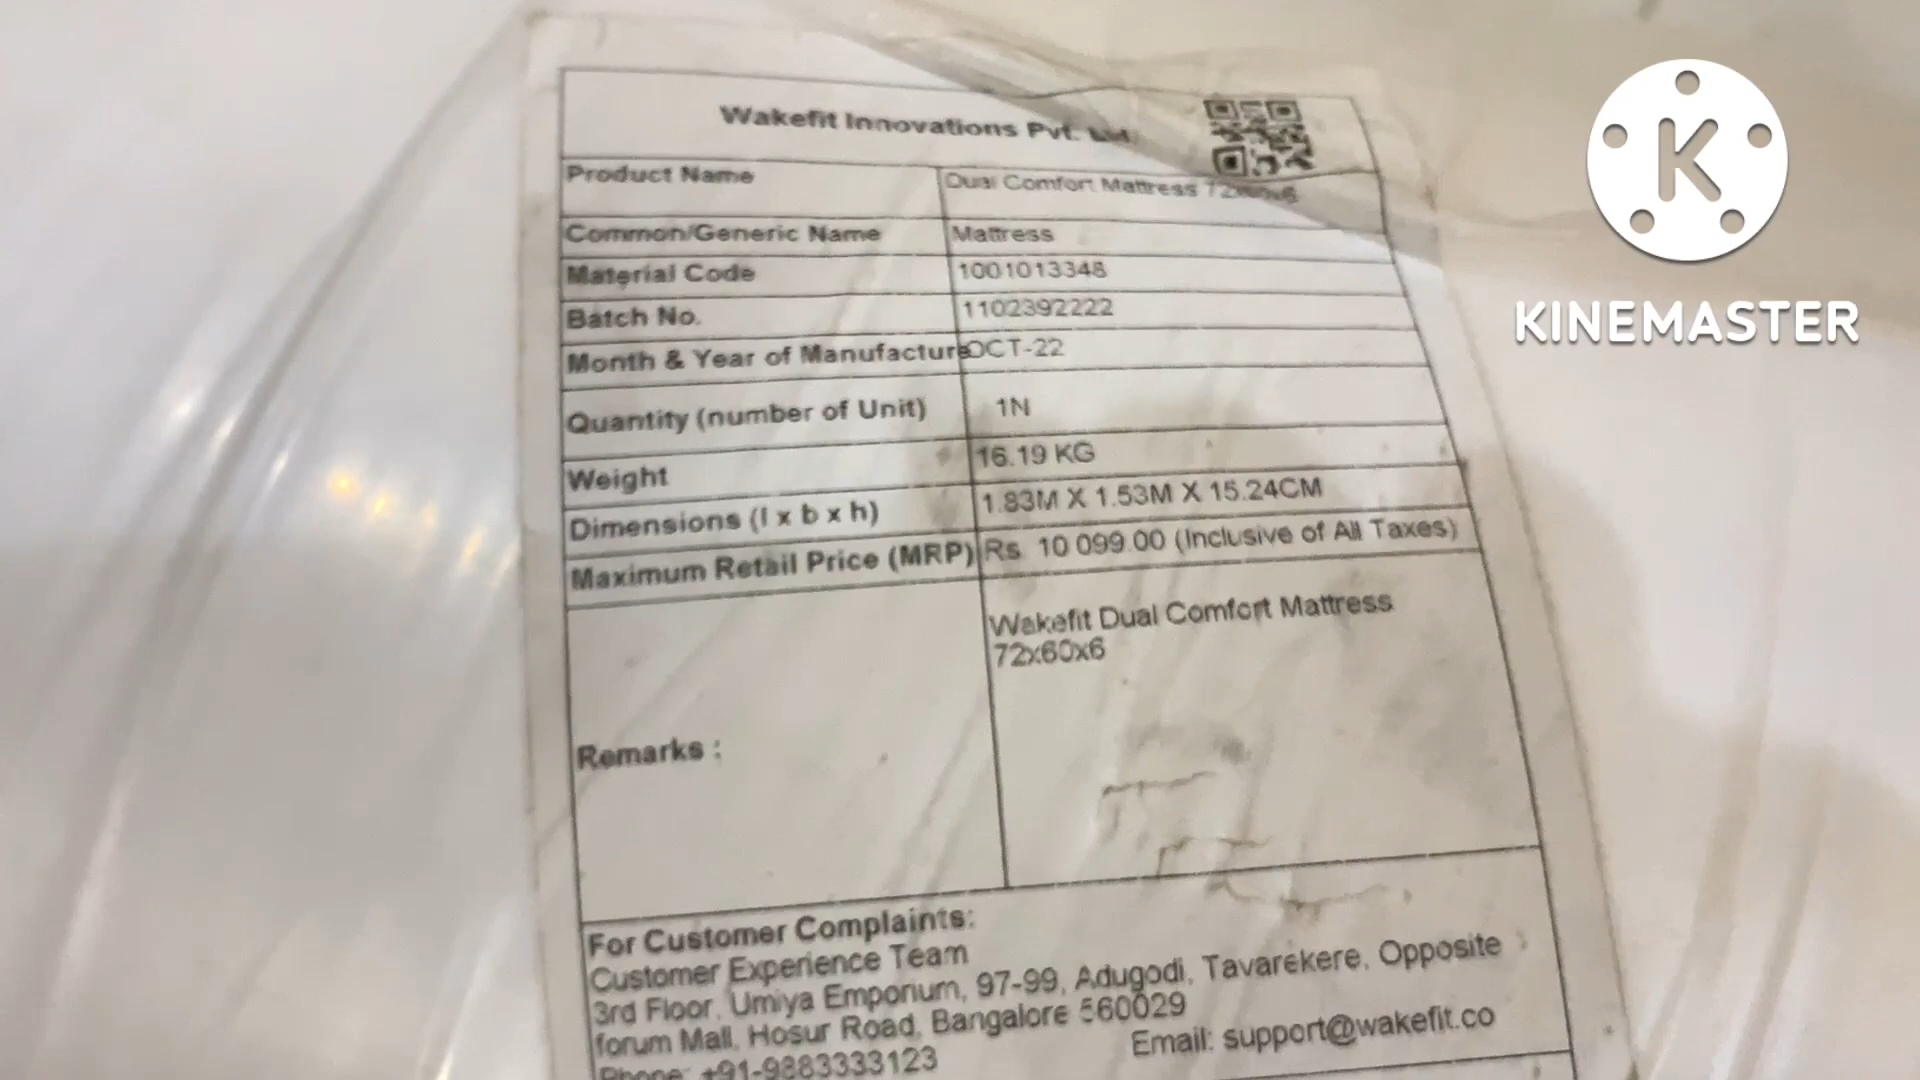 Wakefit Innovations Pvt. Ltd.
Product Name Dual Comfort Mattress 72x60x6
Common/Generic Name Mattress
Material Code 1001013348
Batch No. 1102392222
Month & Year of Manufacture OCT-22
Quantity (number of Unit) 1N
Weight 16.19 KG
Dimensions (l x b x h) 1.83M X 1.53M X 15.24CM
Maximum Retail Price (MRP) Rs 10 099.00 (Inclusive of All Taxes)
Remarks : Wakefit Dual Comfort Mattress
72x60x6
For Customer Complaints:
Customer Experience Team
3rd Floor, Umiya Emporium, 97-99, Adugodi, Tavarekere, Opposite
forum Mall, Hosur Road, Bangalore 560029
Phone: +91-9883333123 Email: support@wakefit.co
KINEMASTER